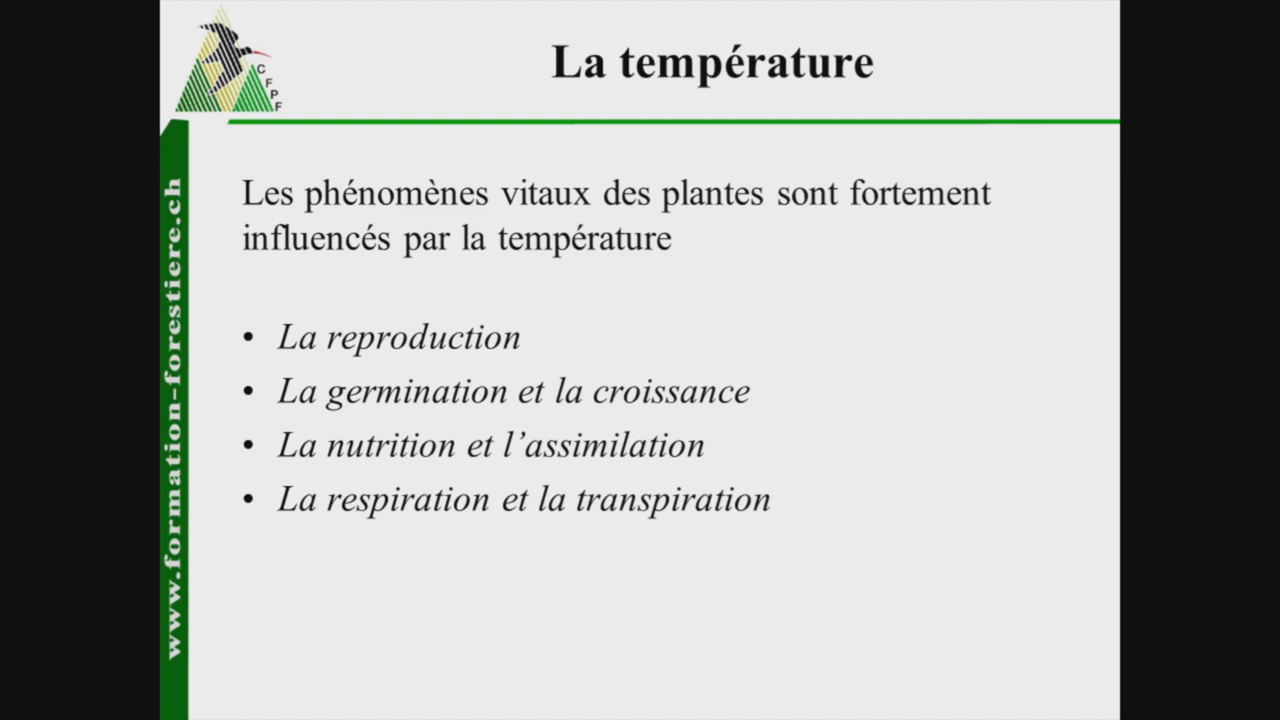 La température
C
F
P
F
www.formation-forestiere.ch
Les phénomènes vitaux des plantes sont fortement
influencés par la température
• La reproduction
• La germination et la croissance
• La nutrition et l’assimilation
• La respiration et la transpiration